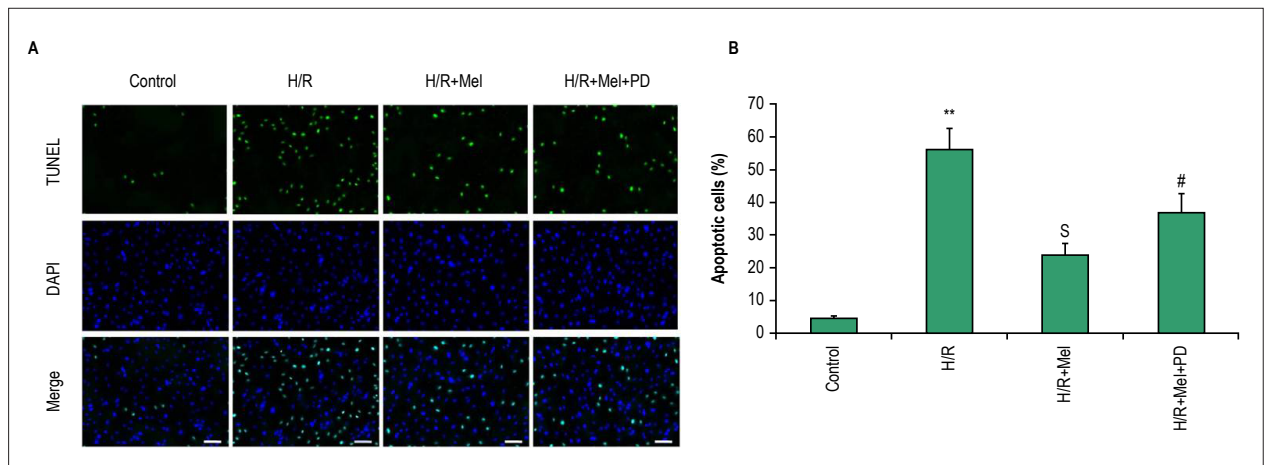 A
Control
H/R
H/R+Mel
H/R+Mel+PD
TUNEL
DAPI
Merge
B
Apoptotic cells (%)
70
60
50
40
30
20
10
0
**
S
#
Control
H/R
H/R+Mel
H/R+Mel+PD